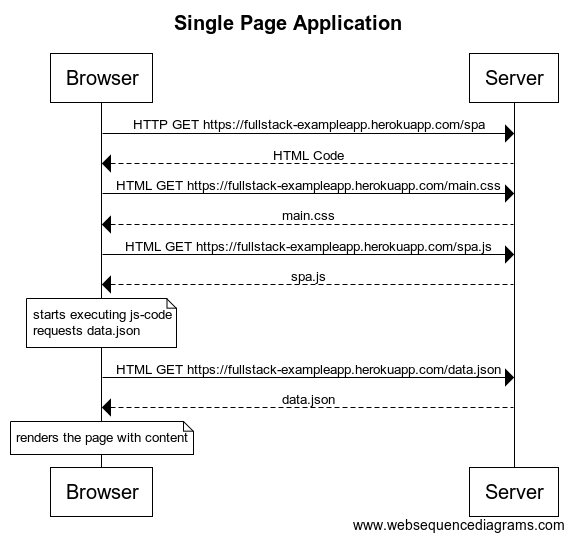 Single Page Application
Browser
Server
HTTP GET https://fullstack-exampleapp.herokuapp.com/spa
HTML Code
HTML GET https://fullstack-exampleapp.herokuapp.com/main.css
main.css
HTML GET https://fullstack-exampleapp.herokuapp.com/spa.js
spa.js
starts executing js-code
requests data.json
HTML GET https://fullstack-exampleapp.herokuapp.com/data.json
data.json
renders the page with content
Browser
Server
www.websequencediagrams.com